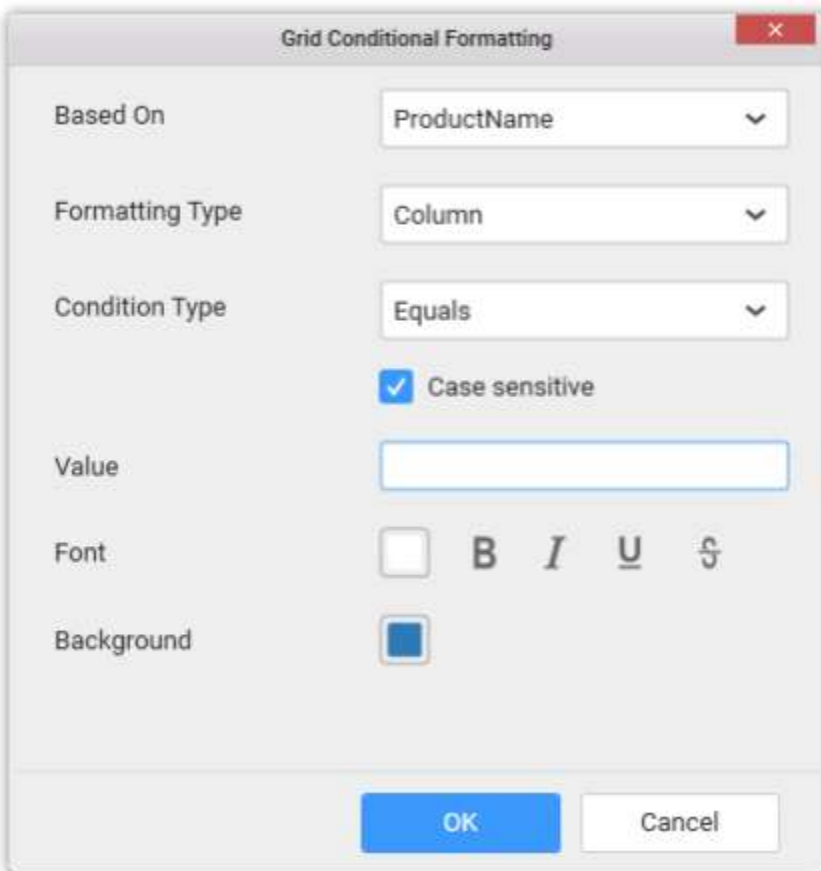 Grid Conditional Formatting
Based On ProductName
Formatting Type Column
Condition Type Equals
Case sensitive
Value
Font B I U S
Background
OK Cancel